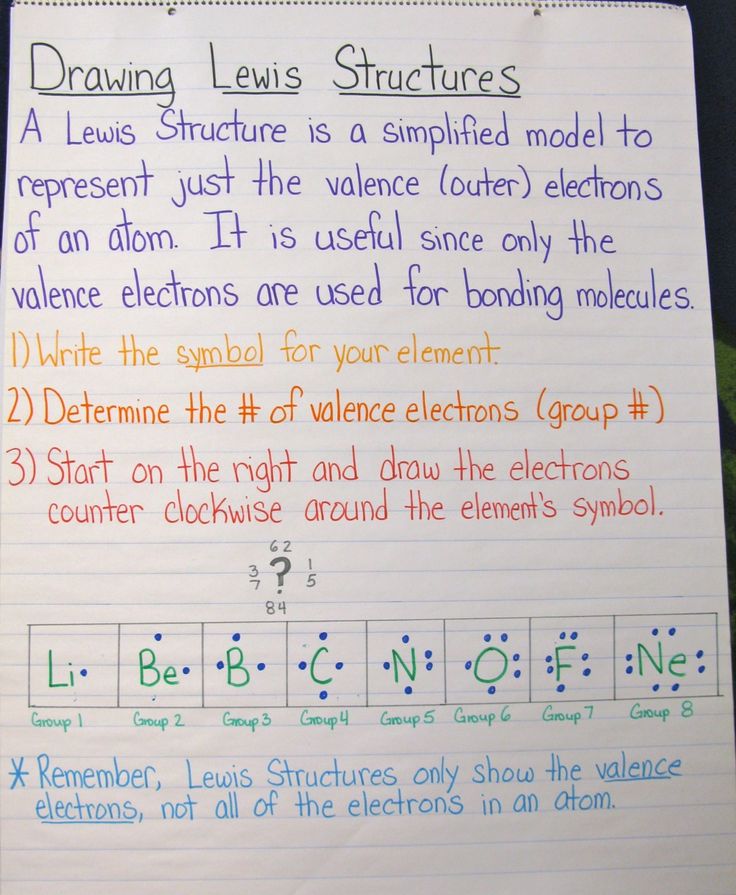 Drawing Lewis Structures
A Lewis Structure is a simplified model to
represent just the valence (outer) electrons
of an atom. It is useful since only the
valence electrons are used for bonding molecules.
1) Write the symbol for your element.
2) Determine the # of valence electrons (group #)
3) Start on the right and draw the electrons
counter clockwise around the element's symbol.
6 2
3 ? 1
7 5
8 4
Li Be B C N O F Ne
Group 1 Group 2 Group 3 Group 4 Group 5 Group 6 Group 7 Group 8
* Remember, Lewis Structures only show the valence
electrons, not all of the electrons in an atom.